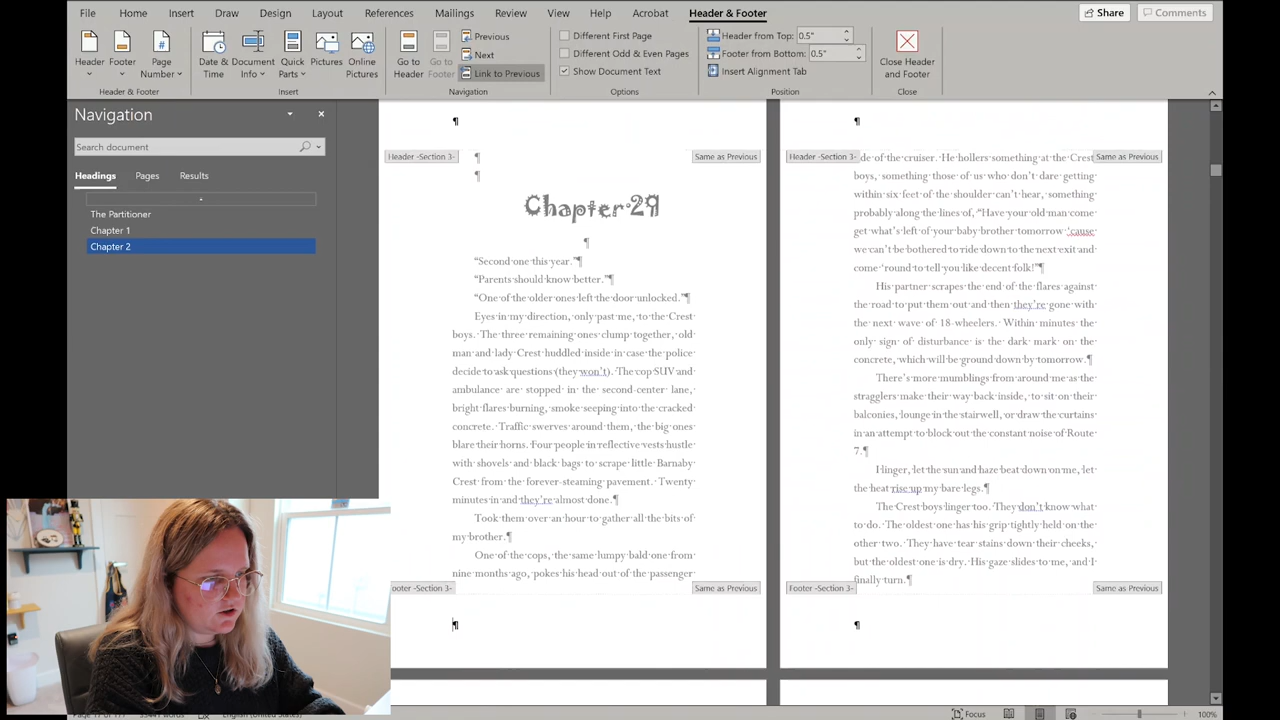 File Home Insert Draw Design Layout References Mailings Review View Help Acrobat Header & Footer Share Comments
Header Footer Page Number Date & Time Document Info Quick Parts Pictures Online Pictures Go to Header Go to Footer Previous Next Link to Previous
Different First Page
Different Odd & Even Pages
Show Document Text
Header from Top: 0.5"
Footer from Bottom: 0.5"
Insert Alignment Tab
Close Header and Footer
Header & Footer Insert Navigation Options Position Close
Navigation
Search document
Headings Pages Results
The Partitioner
Chapter 1
Chapter 2
¶
Header -Section 3- ¶ Same as Previous
¶
Chapter·29
¶
“Second·one·this·year.”¶
“Parents·should·know·better.”¶
“One·of·the·older·ones·left·the·door·unlocked.”¶
Eyes·in·my·direction,·only·past·me,·to·the·Crest·
boys.·The·three·remaining·ones·clump·together,·old·
man·and·lady·Crest·huddled·inside·in·case·the·police·
decide·to·ask·questions·(they·won’t).·The·cop·SUV·and·
ambulance·are·stopped·in·the·second·center·lane,·
bright·flares·burning,·smoke·seeping·into·the·cracked·
concrete.·Traffic·swerves·around·them,·the·big·ones·
blare·their·horns.·Four·people·in·reflective·vests·hustle·
with·shovels·and·black·bags·to·scrape·little·Barnaby·
Crest·from·the·forever-steaming·pavement.·Twenty·
minutes·in·and·they’re·almost·done.¶
Took·them·over·an·hour·to·gather·all·the·bits·of·
my·brother.¶
One·of·the·cops,·the·same·lumpy·bald·one·from·
nine·months·ago,·pokes·his·head·out·of·the·passenger·
ooter -Section 3- Same as Previous
¶
¶
Header -Section 3- de·of·the·cruiser.·He·hollers·something·at·the·Crest Same as Previous
boys,·something·those·of·us·who·don’t·dare·getting·
within·six·feet·of·the·shoulder·can’t·hear,·something·
probably·along·the·lines·of,·“Have·your·old·man·come·
get·what’s·left·of·your·baby·brother·tomorrow·‘cause·
we·can’t·be·bothered·to·ride·down·to·the·next·exit·and·
come·‘round·to·tell·you·like·decent·folk!”¶
His·partner·scrapes·the·end·of·the·flares·against·
the·road·to·put·them·out·and·then·they’re·gone·with·
the·next·wave·of·18-wheelers.·Within·minutes·the·
only·sign·of·disturbance·is·the·dark·mark·on·the·
concrete,·which·will·be·ground·down·by·tomorrow.¶
There’s·more·mumblings·from·around·me·as·the·
stragglers·make·their·way·back·inside,·to·sit·on·their·
balconies,·lounge·in·the·stairwell,·or·draw·the·curtains·
in·an·attempt·to·block·out·the·constant·noise·of·Route·
7.¶
I·linger,·let·the·sun·and·haze·beat·down·on·me,·let·
the·heat·rise·up·my·bare·legs.¶
The·Crest·boys·linger·too.·They·don’t·know·what·
to·do.·The·oldest·one·has·his·grip·tightly·held·on·the·
other·two.·They·have·tear·stains·down·their·cheeks,·
but·the·oldest·one·is·dry.·His·gaze·slides·to·me,·and·I·
finally·turn.¶
Footer -Section 3- Same as Previous
¶
English (United States) Focus 100%